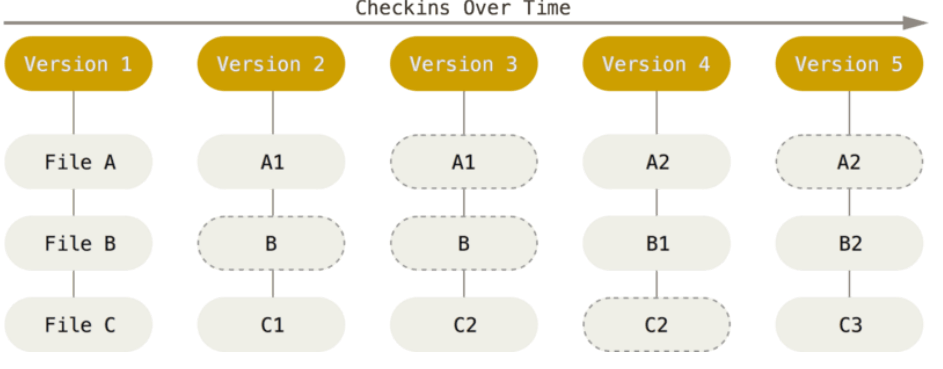 Checkins Over Time
Version 1 Version 2 Version 3 Version 4 Version 5
File A A1 A1 A2 A2
File B B B B1 B2
File C C1 C2 C2 C3